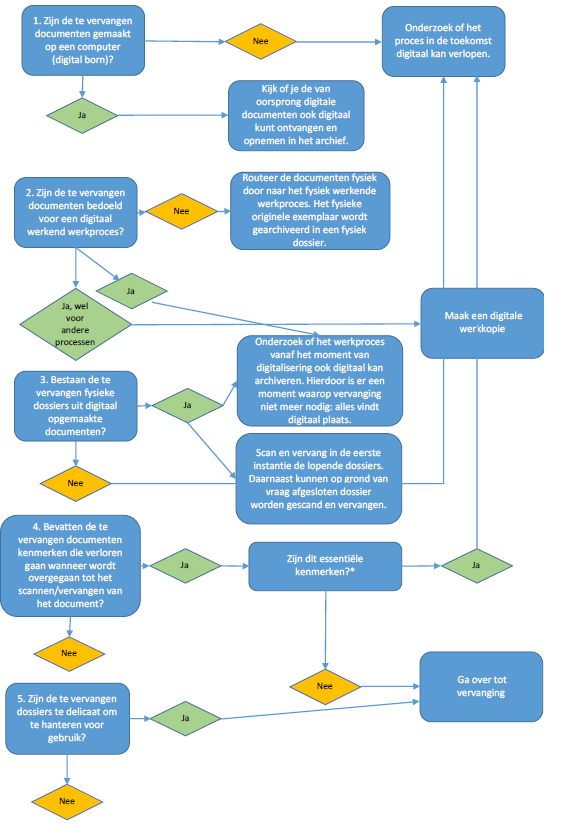 1. Zijn de te vervangen
documenten gemaakt
op een computer
(digital born)?
Nee
Onderzoek of het
proces in de toekomst
digitaal kan verlopen.
Ja
Kijk of je de van
oorsprong digitale
documenten ook digitaal
kunt ontvangen en
opnemen in het archief.
2. Zijn de te vervangen
documenten bedoeld
voor een digitaal
werkend werkproces?
Nee
Routeer de documenten fysiek
door naar het fysiek werkende
werkproces. Het fysieke
originele exemplaar wordt
gearchiveerd in een fysiek
dossier.
Ja
Ja, wel
voor
andere
processen
Maak een digitale
werkkopie
Onderzoek of het werkproces
vanaf het moment van
digitalisering ook digitaal kan
archiveren. Hierdoor is er een
moment waarop vervanging
niet meer nodig: alles vindt
digitaal plaats.
3. Bestaan de te
vervangen fysieke
dossiers uit digitaal
opgemaakte
documenten?
Ja
Scan en vervang in de eerste
instantie de lopende dossiers.
Daarnaast kunnen op grond van
vraag afgesloten dossier
worden gescand en vervangen.
Nee
4. Bevatten de te
vervangen documenten
kenmerken die verloren
gaan wanneer wordt
overgegaan tot het
scannen/vervangen van
het document?
Ja
Zijn dit essentiële
kenmerken?*
Ja
Nee
Nee
Ga over tot
vervanging
5. Zijn de te vervangen
dossiers te delicaat om
te hanteren voor
gebruik?
Ja
Nee